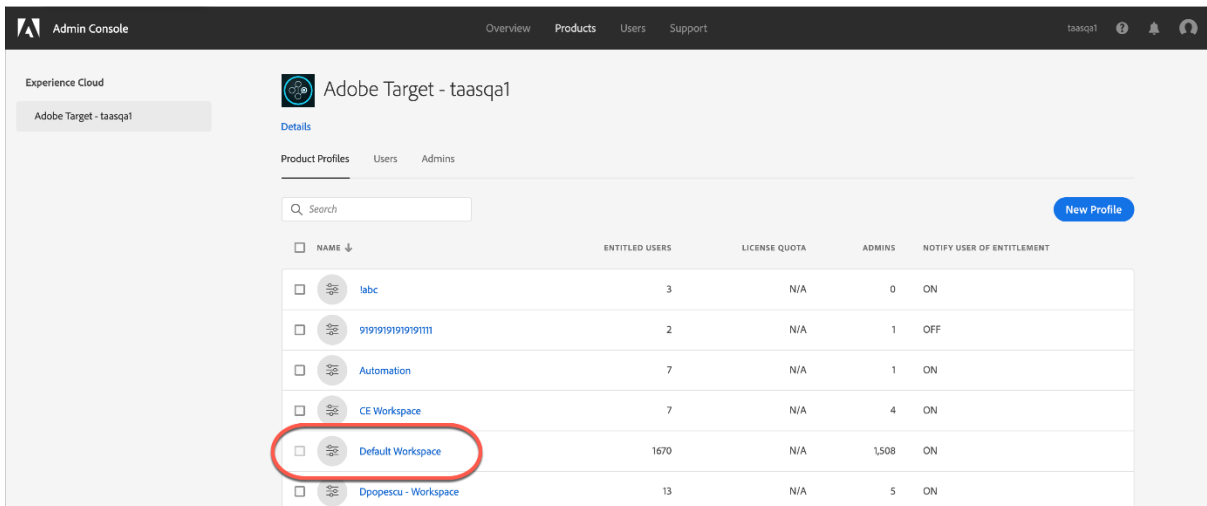 Admin Console Overview Products Users Support taasqa1
Experience Cloud
Adobe Target - taasqa1
Adobe Target - taasqa1
Details
Product Profiles Users Admins
Search
New Profile
NAME ENTITLED USERS LICENSE QUOTA ADMINS NOTIFY USER OF ENTITLEMENT
!abc 3 N/A 0 ON
91919191919191111 2 N/A 1 OFF
Automation 7 N/A 1 ON
CE Workspace 7 N/A 4 ON
Default Workspace 1670 N/A 1,508 ON
Dpopescu - Workspace 13 N/A 5 ON